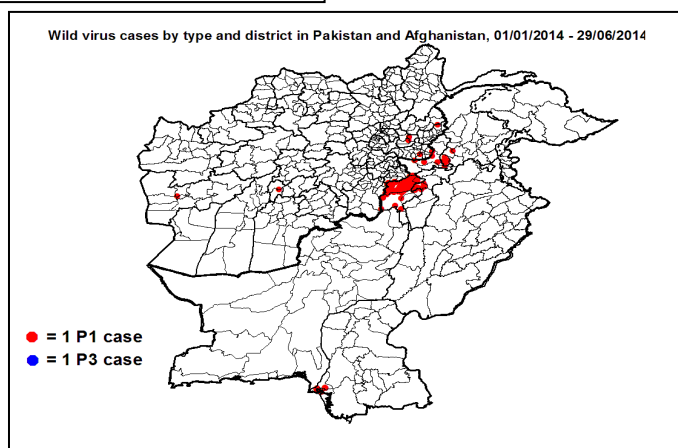 Wild virus cases by type and district in Pakistan and Afghanistan, 01/01/2014 - 29/06/2014
= 1 P1 case
= 1 P3 case